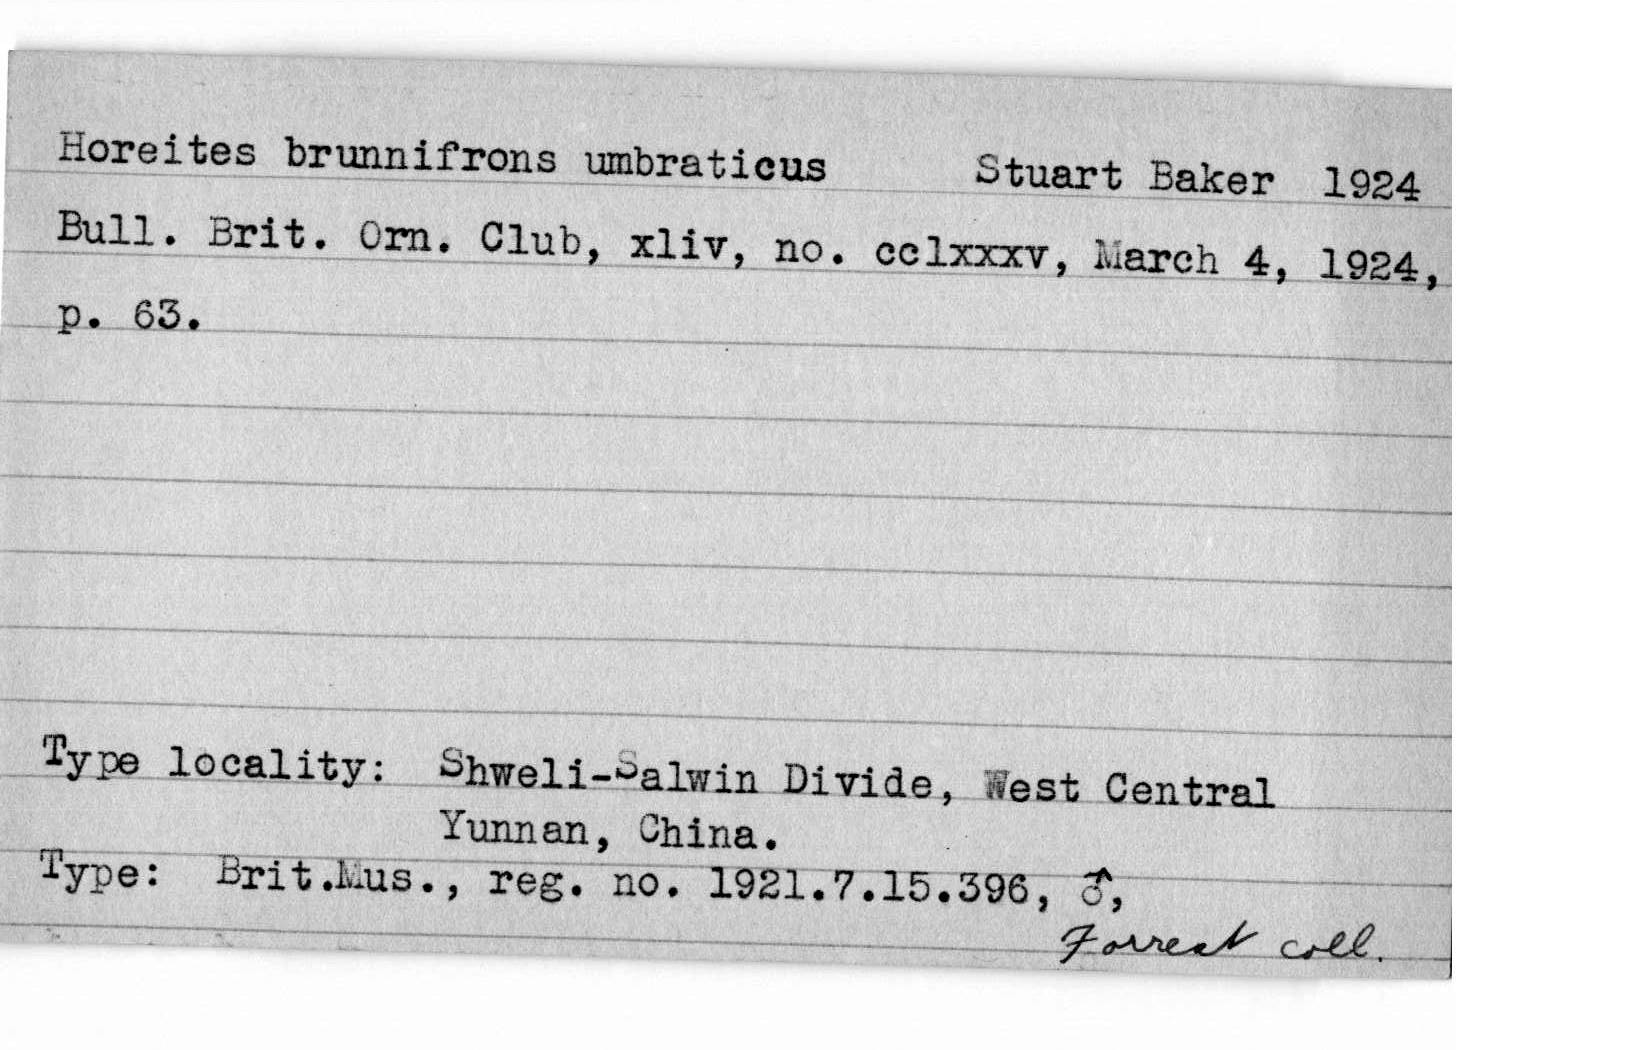 Horeites brunnifrons umbraticus Stuart Baker 1924
Bull. Brit. Orn. Club, xliv, no. cclxxxv, March 4, 1924,
p. 63.
Type locality: Shweli-Salwin Divide, West Central
Yunnan, China.
Type: Brit.Mus., reg. no. 1921.7.15.396, ♂,
Forrest coll.